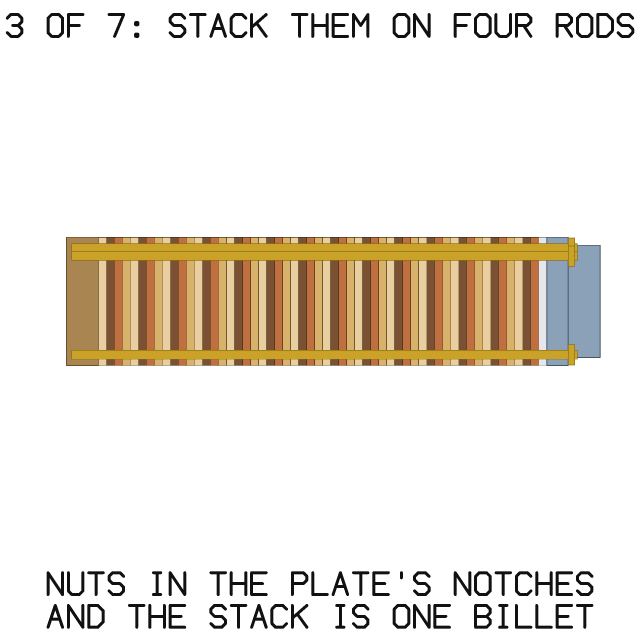 3 OF 7: STACK THEM ON FOUR RODS
NUTS IN THE PLATE'S NOTCHES
AND THE STACK IS ONE BILLET